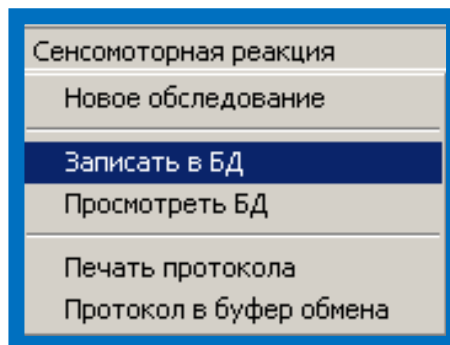 Сенсомоторная реакция
Новое обследование
Записать в БД
Просмотреть БД
Печать протокола
Протокол в буфер обмена